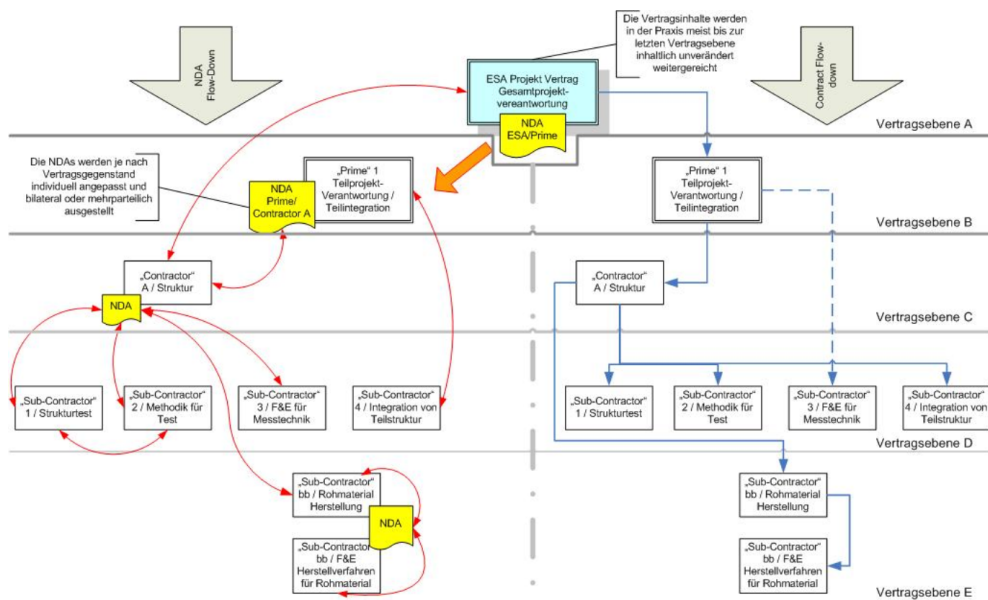 NDA
Flow-Down
Die Vertragsinhalte werden
in der Praxis meist bis zur
letzten Vertragsebene
inhaltlich unverändert
weitergereicht
Contract Flow-
down
ESA Projekt Vertrag
Gesamtprojekt-
vereantwortung
NDA
ESA/Prime
Vertragsebene A
Die NDAs werden je nach
Vertragsgegenstand
individuell angepasst und
bilateral oder mehrparteilich
ausgestellt
NDA
Prime/
Contractor A
„Prime“ 1
Teilprojekt-
Verantwortung /
Teilintegration
„Prime“ 1
Teilprojekt-
Verantwortung /
Teilintegration
Vertragsebene B
„Contractor“
A / Struktur
NDA
„Contractor“
A / Struktur
Vertragsebene C
„Sub-Contractor“
1 / Strukturtest
„Sub-Contractor“
2 / Methodik für
Test
„Sub-Contractor“
3 / F&E für
Messtechnik
„Sub-Contractor“
4 / Integration von
Teilstruktur
„Sub-Contractor“
1 / Strukturtest
„Sub-Contractor“
2 / Methodik für
Test
„Sub-Contractor“
3 / F&E für
Messtechnik
„Sub-Contractor“
4 / Integration von
Teilstruktur
Vertragsebene D
„Sub-Contractor“
bb / Rohmaterial
Herstellung
NDA
„Sub-Contractor“
bb / F&E
Herstellverfahren
für Rohmaterial
„Sub-Contractor“
bb / Rohmaterial
Herstellung
„Sub-Contractor“
bb / F&E
Herstellverfahren
für Rohmaterial
Vertragsebene E